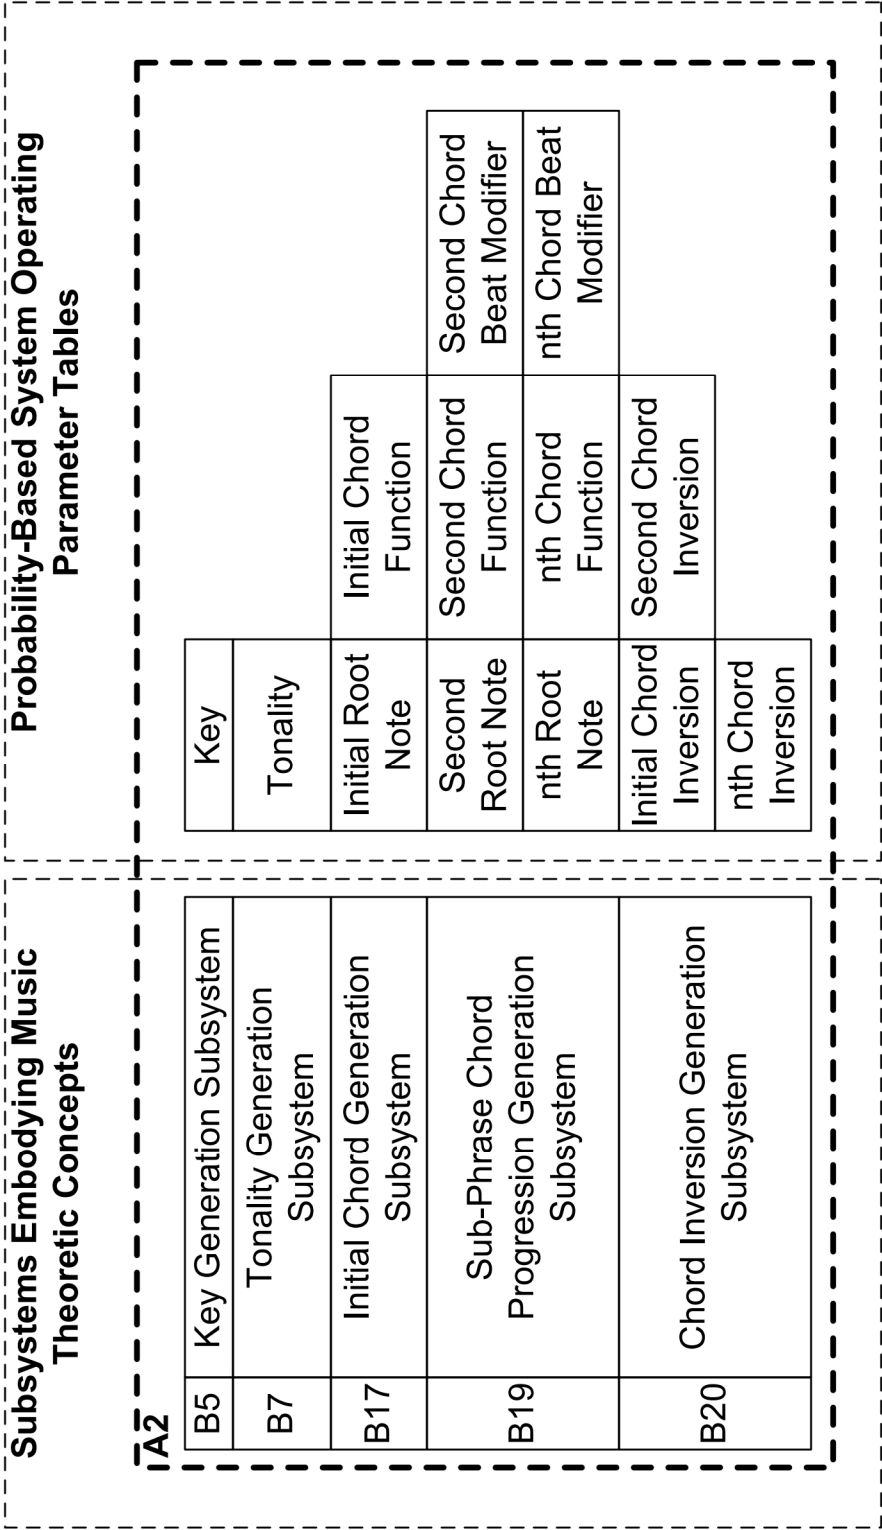 Subsystems Embodying Music
Theoretic Concepts
Probability-Based System Operating
Parameter Tables
A2
B5
Key Generation Subsystem
Key
B7
Tonality Generation
Subsystem
Tonality
B17
Initial Chord Generation
Subsystem
Initial Root
Note
Initial Chord
Function
B19
Sub-Phrase Chord
Progression Generation
Subsystem
Second
Root Note
Second Chord
Function
Second Chord
Beat Modifier
nth Root
Note
nth Chord
Function
nth Chord Beat
Modifier
B20
Chord Inversion Generation
Subsystem
Initial Chord
Inversion
Second Chord
Inversion
nth Chord
Inversion